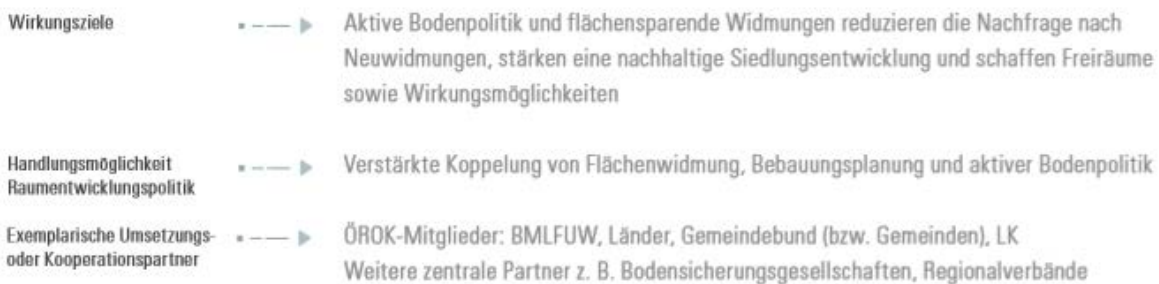 Wirkungsziele
Aktive Bodenpolitik und flächensparende Widmungen reduzieren die Nachfrage nach
Neuwidmungen, stärken eine nachhaltige Siedlungsentwicklung und schaffen Freiräume
sowie Wirkungsmöglichkeiten
Handlungsmöglichkeit
Raumentwicklungspolitik
Verstärkte Koppelung von Flächenwidmung, Bebauungsplanung und aktiver Bodenpolitik
Exemplarische Umsetzungs-
oder Kooperationspartner
ÖROK-Mitglieder: BMLFUW, Länder, Gemeindebund (bzw. Gemeinden), LK
Weitere zentrale Partner z. B. Bodensicherungsgesellschaften, Regionalverbände